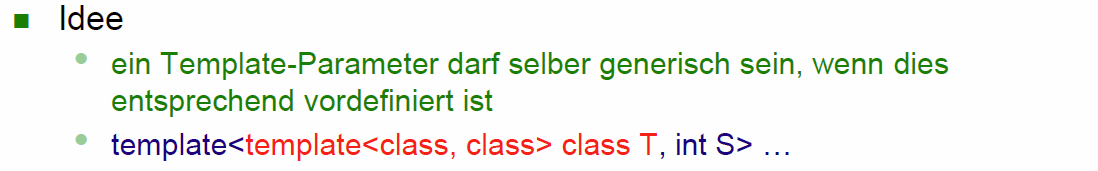 Idee
ein Template-Parameter darf selber generisch sein, wenn dies
entsprechend vordefiniert ist
template<template<class, class> class T, int S> …